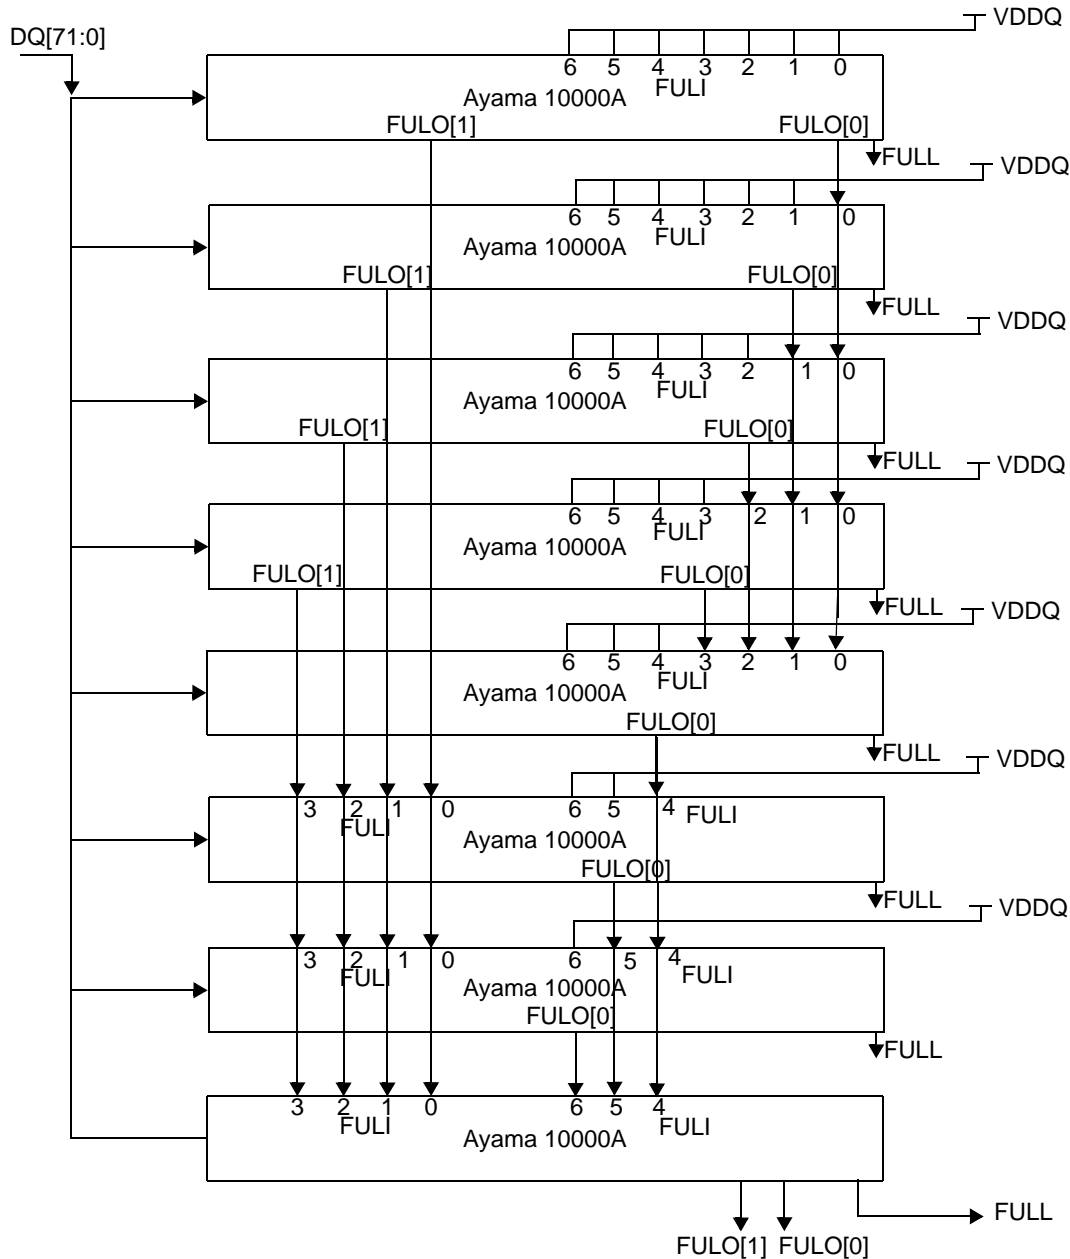 VDDQ
DQ[71:0]
6 5 4 3 2 1 0
FULI
Ayama 10000A
FULO[1] FULO[0]
FULL
VDDQ
6 5 4 3 2 1 0
FULI
Ayama 10000A
FULO[1] FULO[0]
FULL
VDDQ
6 5 4 3 2 1 0
FULI
Ayama 10000A
FULO[1] FULO[0]
FULL
VDDQ
6 5 4 3 2 1 0
FULI
Ayama 10000A
FULO[1] FULO[0]
FULL
VDDQ
6 5 4 3 2 1 0
FULI
Ayama 10000A
FULO[0]
FULL
VDDQ
3 2 1 0 6 5 4
FULI FULI
Ayama 10000A
FULO[0]
FULL
VDDQ
3 2 1 0 6 5 4
FULI FULI
Ayama 10000A
FULO[0]
FULL
3 2 1 0 6 5 4
FULI FULI
Ayama 10000A
FULL
FULO[1] FULO[0]